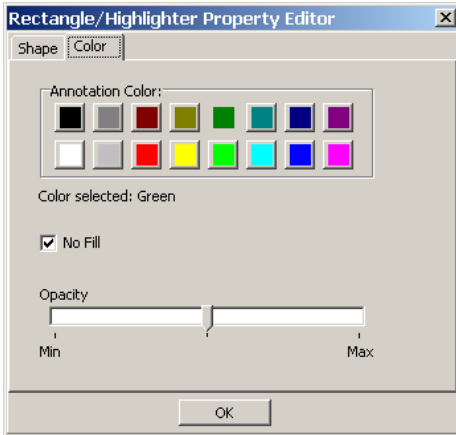 Rectangle/Highlighter Property Editor
Shape Color
Annotation Color:
Color selected: Green
No Fill
Opacity
Min Max
OK